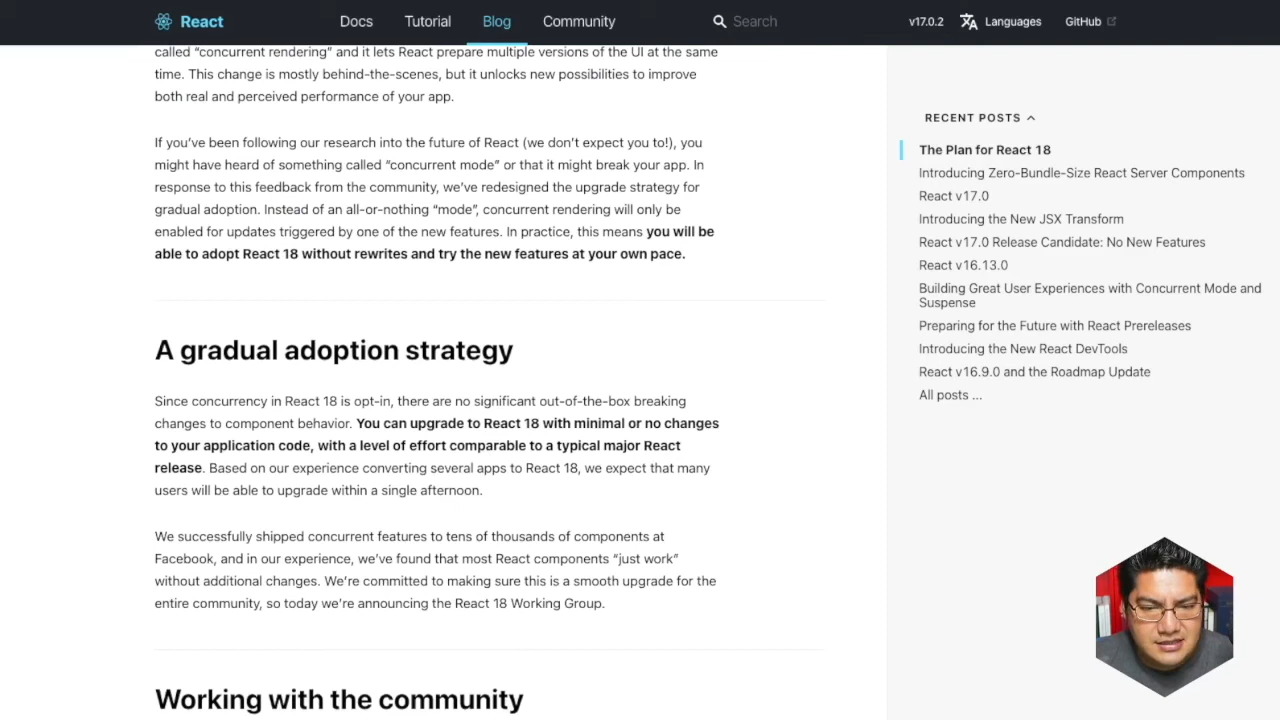 React
Docs
Tutorial
Blog
Community
Search
v17.0.2
Languages
GitHub
called “concurrent rendering” and it lets React prepare multiple versions of the UI at the same
time. This change is mostly behind-the-scenes, but it unlocks new possibilities to improve
both real and perceived performance of your app.
If you’ve been following our research into the future of React (we don’t expect you to!), you
might have heard of something called “concurrent mode” or that it might break your app. In
response to this feedback from the community, we’ve redesigned the upgrade strategy for
gradual adoption. Instead of an all-or-nothing “mode”, concurrent rendering will only be
enabled for updates triggered by one of the new features. In practice, this means you will be
able to adopt React 18 without rewrites and try the new features at your own pace.
A gradual adoption strategy
Since concurrency in React 18 is opt-in, there are no significant out-of-the-box breaking
changes to component behavior. You can upgrade to React 18 with minimal or no changes
to your application code, with a level of effort comparable to a typical major React
release. Based on our experience converting several apps to React 18, we expect that many
users will be able to upgrade within a single afternoon.
We successfully shipped concurrent features to tens of thousands of components at
Facebook, and in our experience, we’ve found that most React components “just work”
without additional changes. We’re committed to making sure this is a smooth upgrade for the
entire community, so today we’re announcing the React 18 Working Group.
Working with the community
RECENT POSTS
The Plan for React 18
Introducing Zero-Bundle-Size React Server Components
React v17.0
Introducing the New JSX Transform
React v17.0 Release Candidate: No New Features
React v16.13.0
Building Great User Experiences with Concurrent Mode and
Suspense
Preparing for the Future with React Prereleases
Introducing the New React DevTools
React v16.9.0 and the Roadmap Update
All posts ...